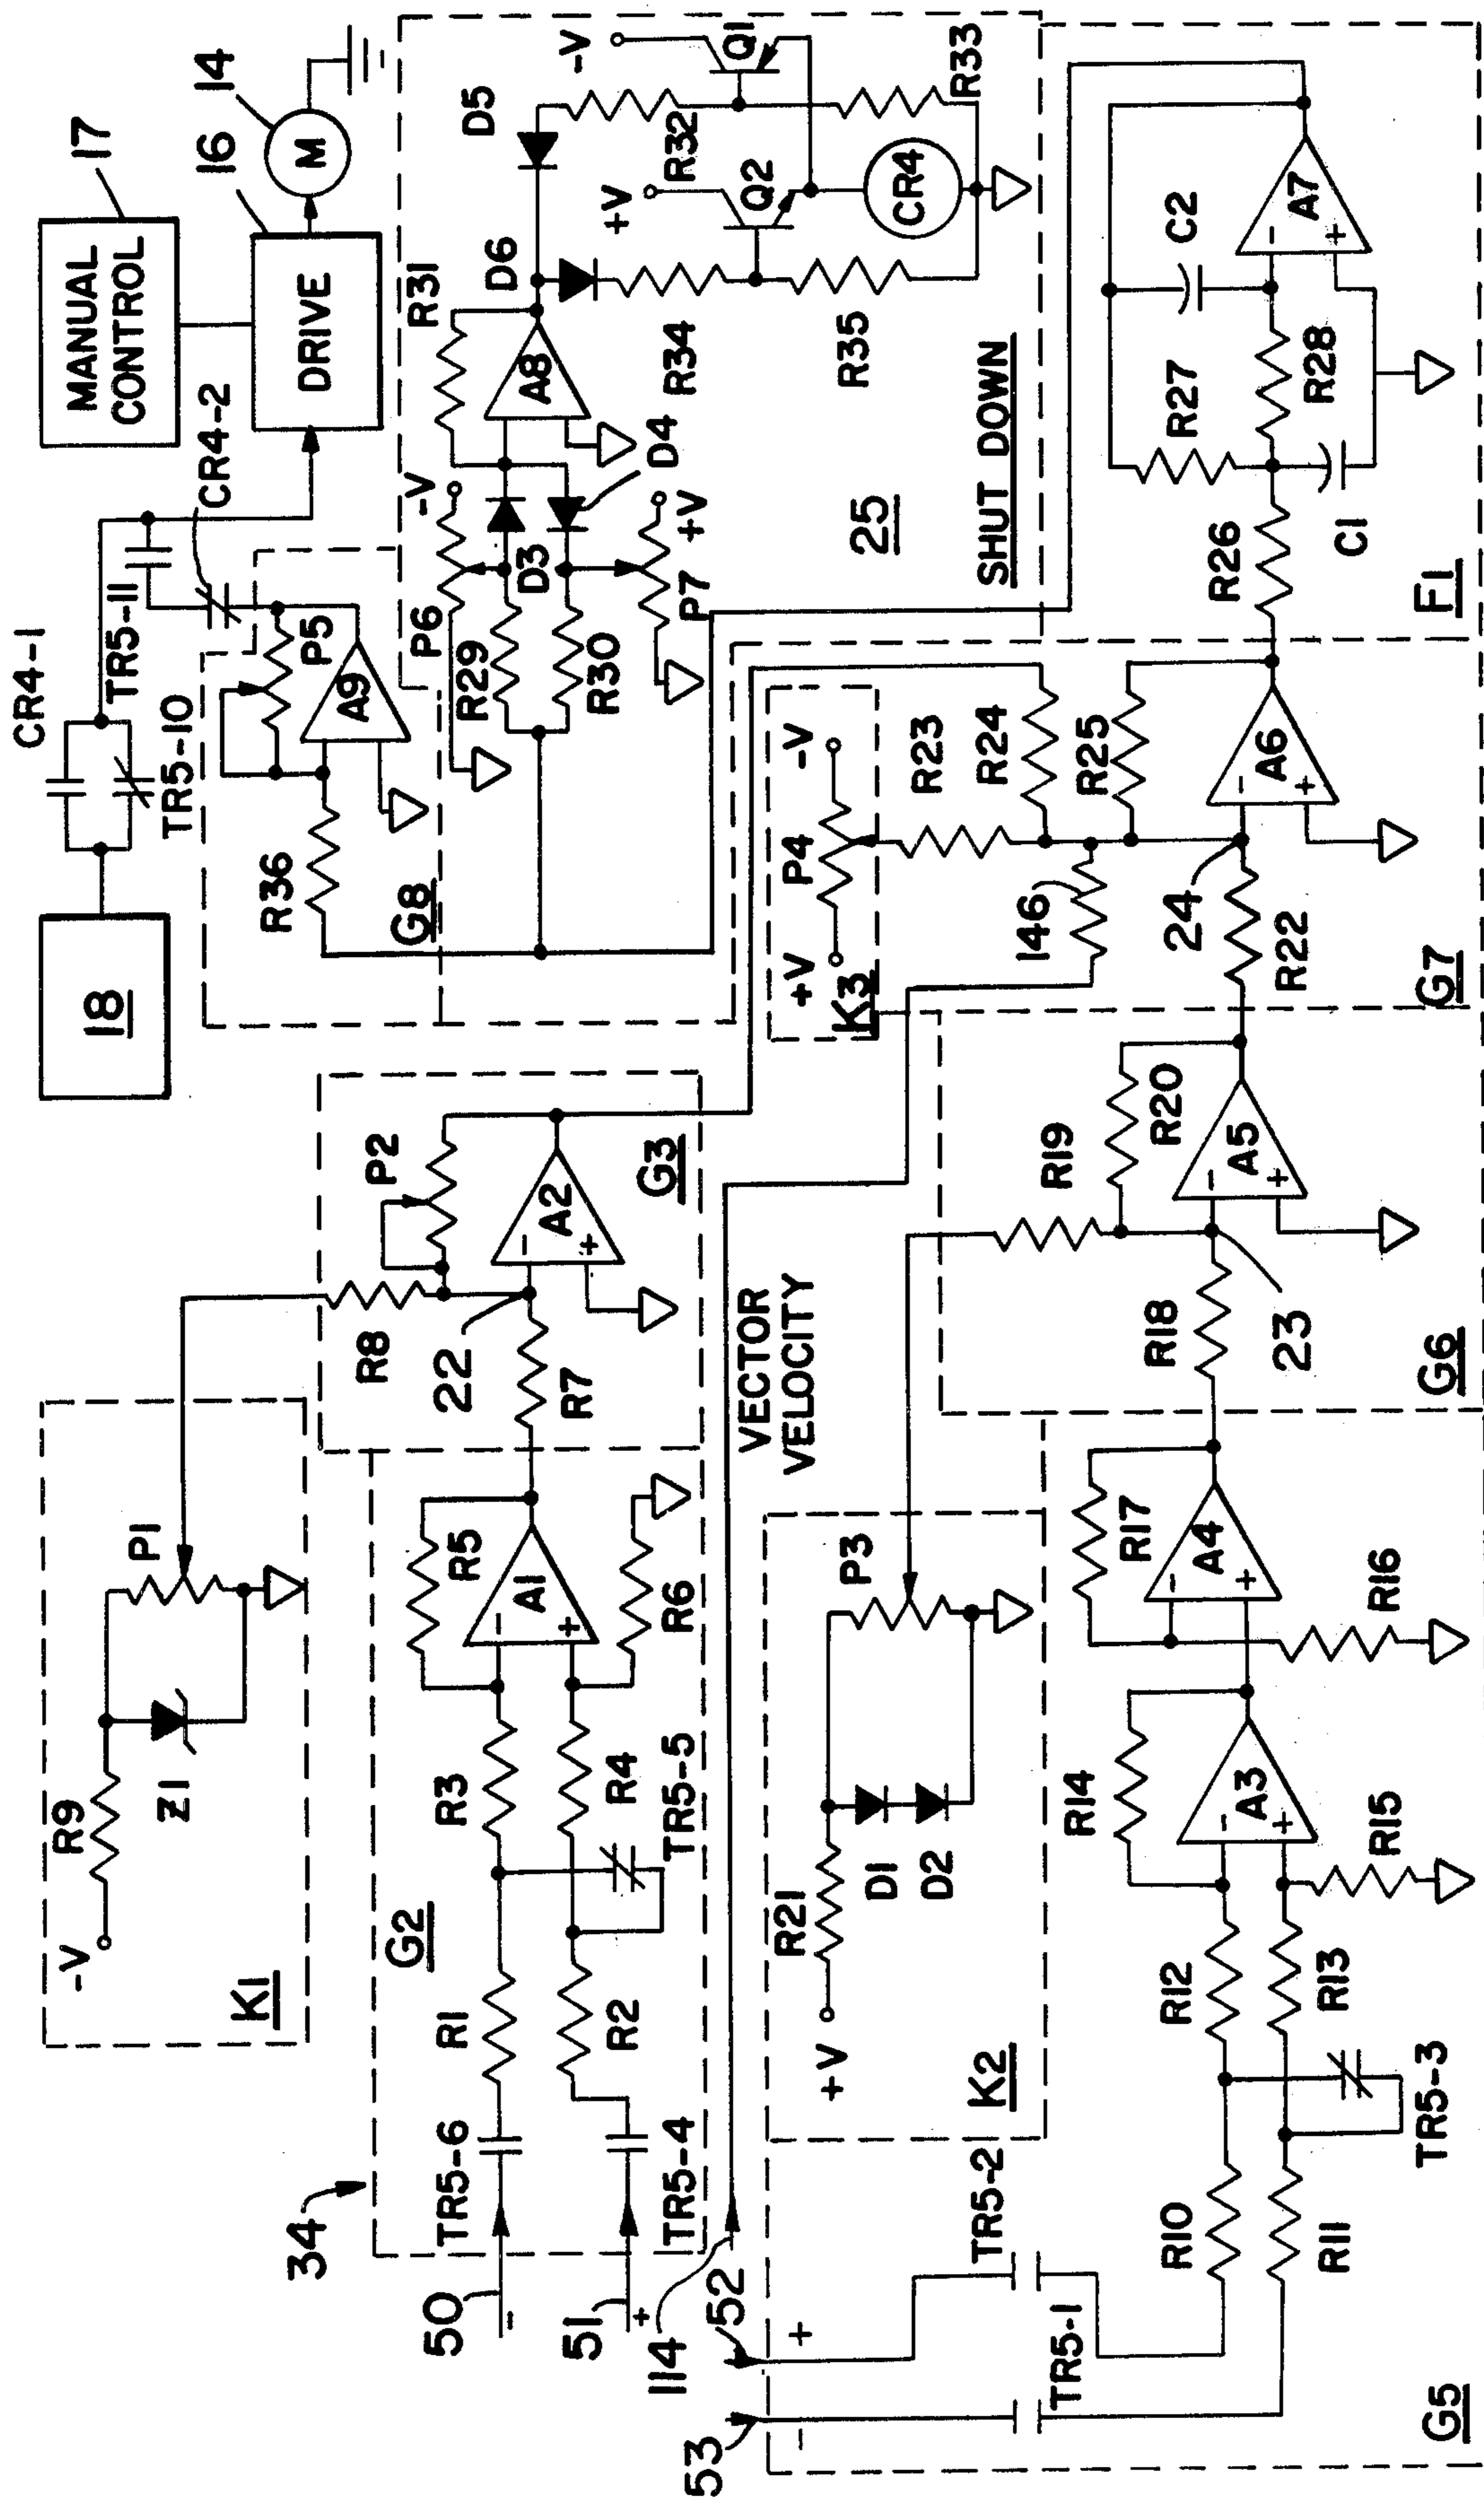 34
-V
R9
Z1
P1
K1
50
-
51
+
TR5-6
TR5-4
R1
R2
G2
R3
R4
TR5-5
R5
A1
-
+
R6
R8
22
R7
P2
A2
-
+
G3
18
CR4-1
TR5-10
TR5-11
CR4-2
R36
G8
A9
P5
MANUAL
CONTROL
17
DRIVE
16
14
M
R31
D6
D5
-V
Q1
R32
+V
Q2
CR4
R33
A8
R34
R35
P6
-V
R29
D3
R30
D4
P7
+V
25
SHUT DOWN
114
52
53
+
-
VECTOR
VELOCITY
+V
R21
D1
D2
P3
K2
TR5-2
TR5-1
R10
R11
G5
TR5-3
R12
R13
R14
A3
-
+
R15
R17
A4
-
+
R16
R18
23
R19
R20
A5
-
+
G6
K3
+V
P4
-V
146
R23
R24
R25
24
R22
A6
-
+
G7
R26
C1
R27
R28
C2
A7
-
+
F1